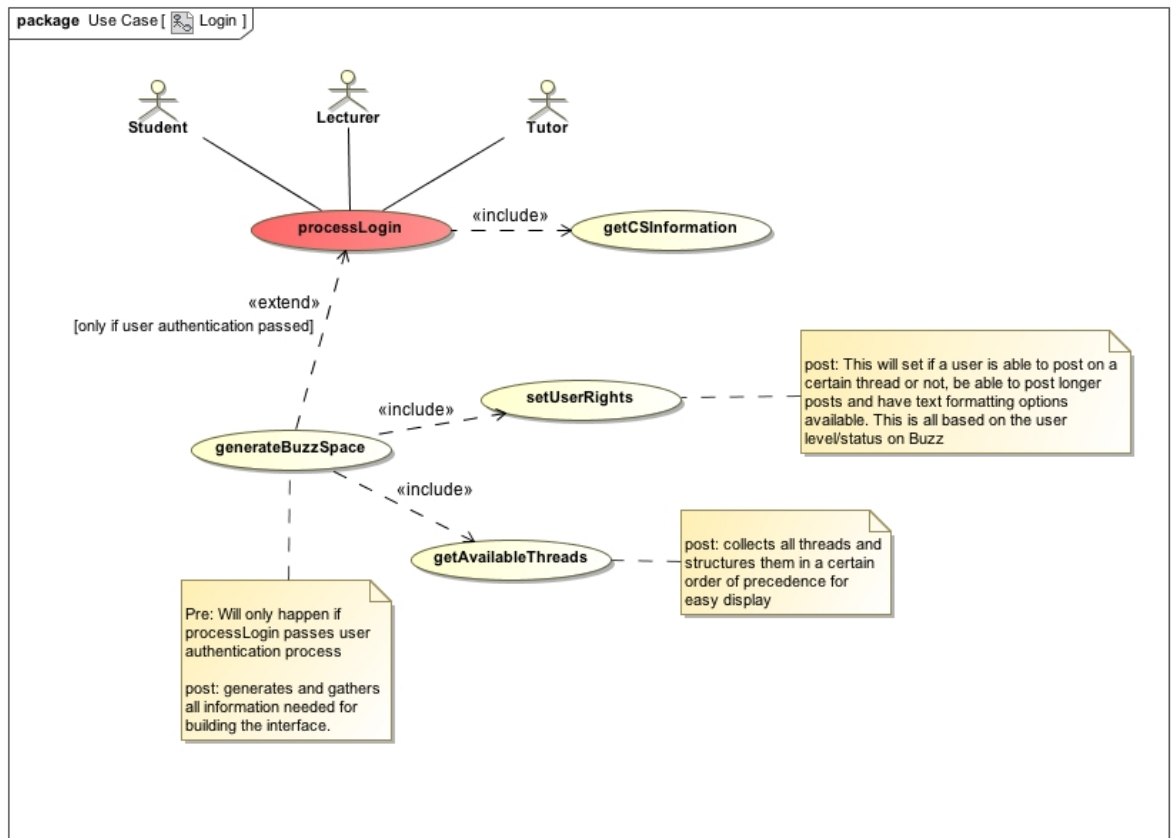 package Use Case [ Login ]
Student
Lecturer
Tutor
processLogin
«include»
getCSInformation
«extend»
[only if user authentication passed]
post: This will set if a user is able to post on a
certain thread or not, be able to post longer
posts and have text formatting options
available. This is all based on the user
level/status on Buzz
setUserRights
«include»
generateBuzzSpace
«include»
getAvailableThreads
post: collects all threads and
structures them in a certain
order of precedence for
easy display
Pre: Will only happen if
processLogin passes user
authentication process
post: generates and gathers
all information needed for
building the interface.